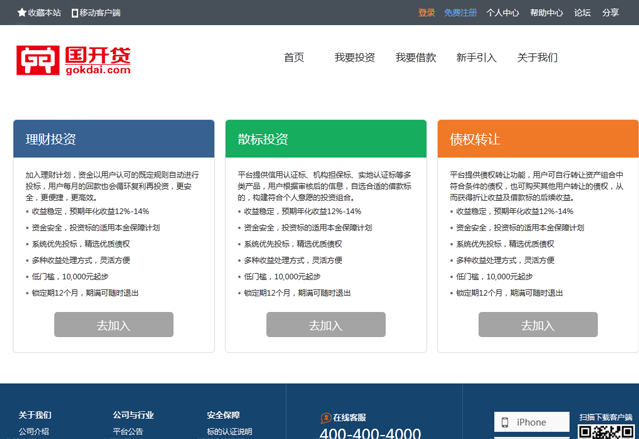 收藏本站 移动客户端 登录 免费注册 个人中心 帮助中心 论坛 分享
国开贷
gokdai.com
首页 我要投资 我要借款 新手引入 关于我们
理财投资
加入理财计划，资金以用户认可的既定规则自动进行
投标，用户每月的回款也会循环复利再投资，更安
全，更便捷，更高效。
收益稳定，预期年化收益12%-14%
资金安全，投资标的适用本金保障计划
系统优先投标，精选优质债权
多种收益处理方式，灵活方便
低门槛，10,000元起步
锁定期12个月，期满可随时退出
去加入
散标投资
平台提供信用认证标、机构担保标、实地认证标等多
类产品，用户根据审核后的信息，自选合适的借款标
的，构建符合个人意愿的投资组合。
收益稳定，预期年化收益12%-14%
资金安全，投资标的适用本金保障计划
系统优先投标，精选优质债权
多种收益处理方式，灵活方便
低门槛，10,000元起步
锁定期12个月，期满可随时退出
去加入
债权转让
平台提供债权转让功能，用户可自行转让资产组合中
符合条件的债权，也可购买其他用户转让的债权，从
而获得折让收益及借款标的后续收益。
收益稳定，预期年化收益12%-14%
资金安全，投资标的适用本金保障计划
系统优先投标，精选优质债权
多种收益处理方式，灵活方便
低门槛，10,000元起步
锁定期12个月，期满可随时退出
去加入
关于我们
公司介绍
公司与行业
平台公告
安全保障
标的认证说明
在线客服
400-400-4000
iPhone
扫描下载客户端